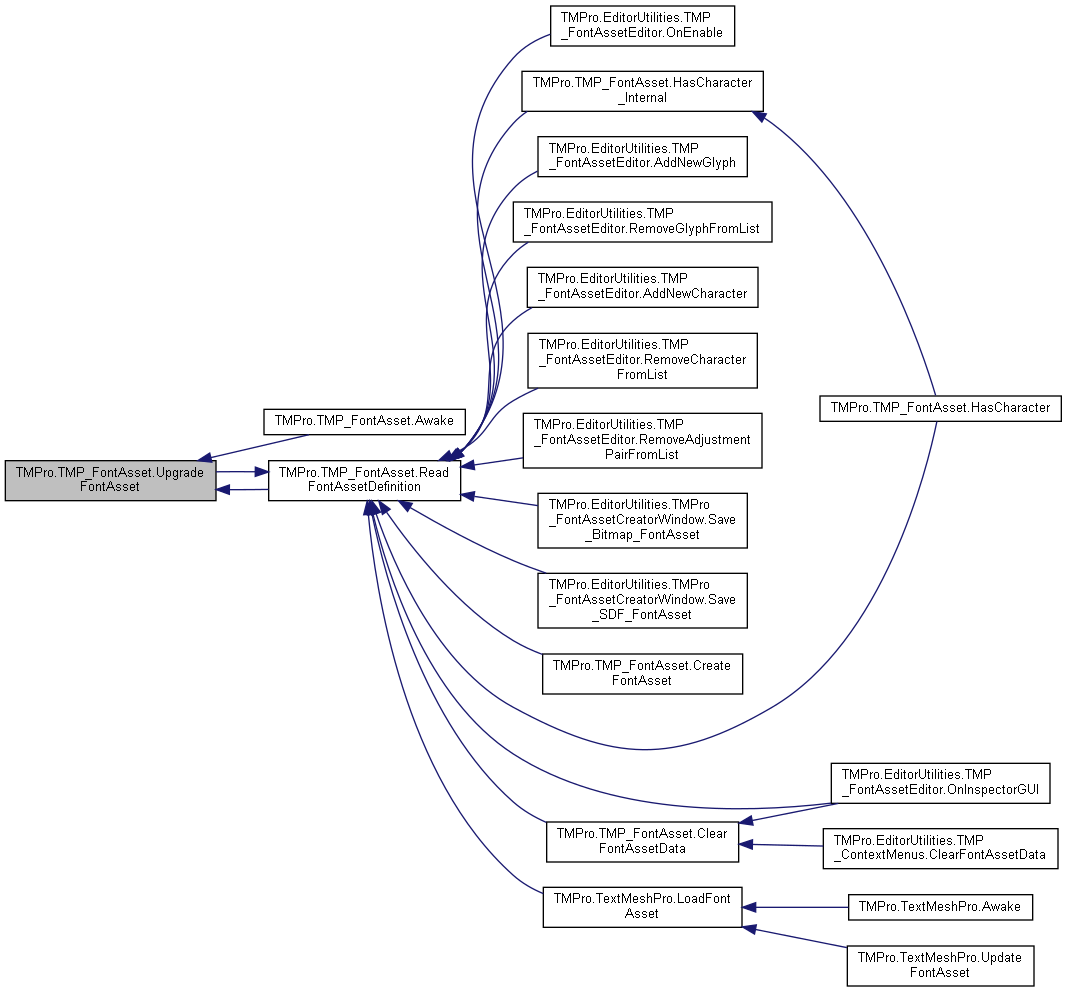 TMPro.EditorUtilities.TMP
_FontAssetEditor.OnEnable
TMPro.TMP_FontAsset.HasCharacter
_Internal
TMPro.EditorUtilities.TMP
_FontAssetEditor.AddNewGlyph
TMPro.EditorUtilities.TMP
_FontAssetEditor.RemoveGlyphFromList
TMPro.EditorUtilities.TMP
_FontAssetEditor.AddNewCharacter
TMPro.EditorUtilities.TMP
_FontAssetEditor.RemoveCharacter
FromList
TMPro.TMP_FontAsset.HasCharacter
TMPro.TMP_FontAsset.Awake
TMPro.EditorUtilities.TMP
_FontAssetEditor.RemoveAdjustment
PairFromList
TMPro.TMP_FontAsset.Upgrade
FontAsset
TMPro.TMP_FontAsset.Read
FontAssetDefinition
TMPro.EditorUtilities.TMPro
_FontAssetCreatorWindow.Save
_Bitmap_FontAsset
TMPro.EditorUtilities.TMPro
_FontAssetCreatorWindow.Save
_SDF_FontAsset
TMPro.TMP_FontAsset.Create
FontAsset
TMPro.EditorUtilities.TMP
_FontAssetEditor.OnInspectorGUI
TMPro.TMP_FontAsset.Clear
FontAssetData
TMPro.EditorUtilities.TMP
_ContextMenus.ClearFontAssetData
TMPro.TextMeshPro.LoadFont
Asset
TMPro.TextMeshPro.Awake
TMPro.TextMeshPro.Update
FontAsset